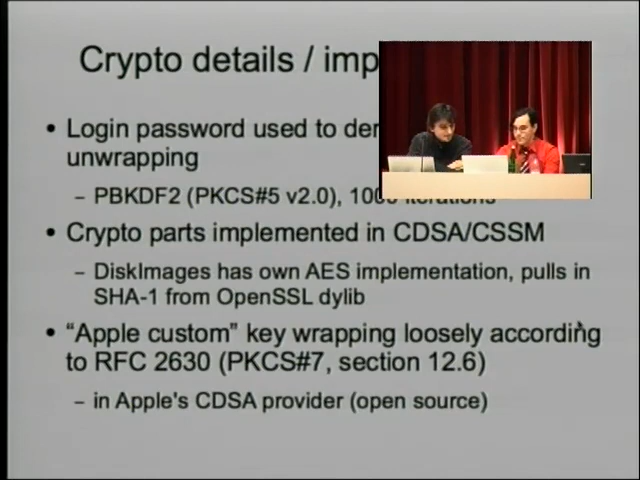 Crypto details /
• Login password used to
unwrapping
– PBKDF2 (PKCS#5 v2.0), iterations
• Crypto parts implemented in CDSA/CSSM
– DiskImages has own AES implementation, pulls in
SHA-1 from OpenSSL dylib
• “Apple custom” key wrapping loosely according
to RFC 2630 (PKCS#7, section 12.6)
– in Apple's CDSA provider (open source)